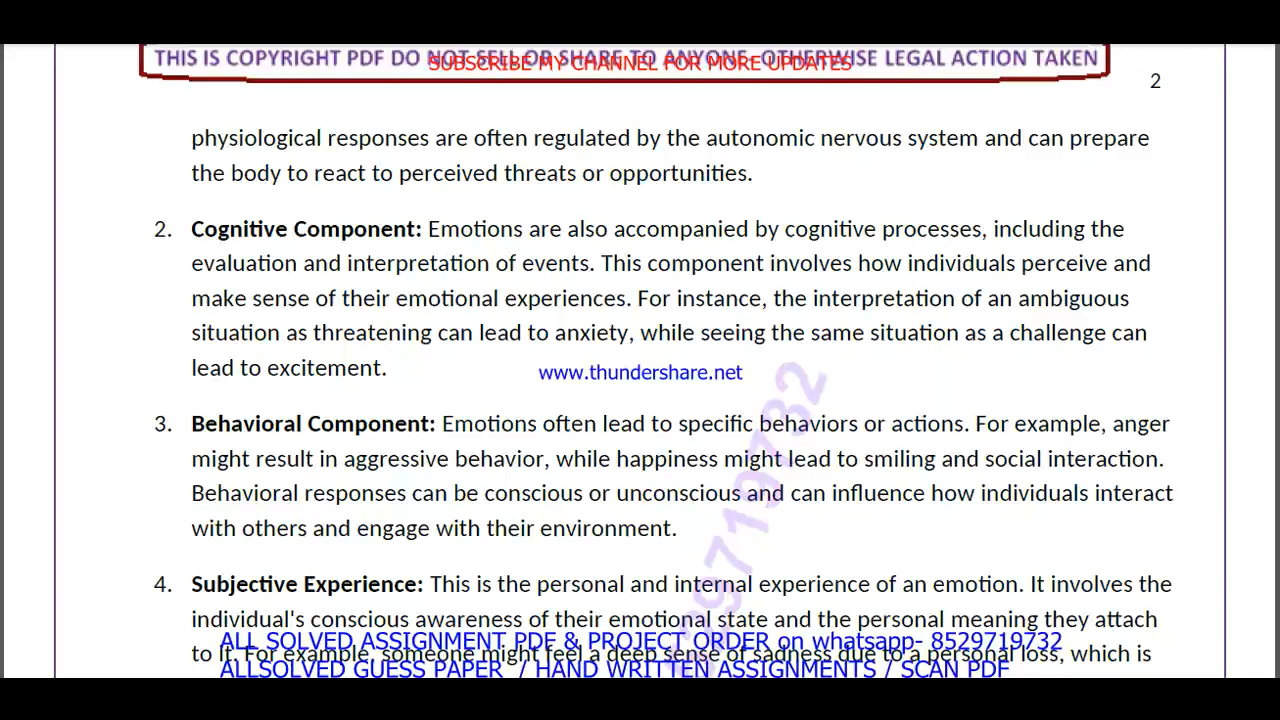 THIS IS COPYRIGHT PDF DO NOT SELL OR SHARE TO ANYONE- OTHERWISE LEGAL ACTION TAKEN
SUBSCRIBE MY CHANNEL FOR MORE UPDATES
2
physiological responses are often regulated by the autonomic nervous system and can prepare
the body to react to perceived threats or opportunities.
2. Cognitive Component: Emotions are also accompanied by cognitive processes, including the
evaluation and interpretation of events. This component involves how individuals perceive and
make sense of their emotional experiences. For instance, the interpretation of an ambiguous
situation as threatening can lead to anxiety, while seeing the same situation as a challenge can
lead to excitement.
www.thundershare.net
3. Behavioral Component: Emotions often lead to specific behaviors or actions. For example, anger
might result in aggressive behavior, while happiness might lead to smiling and social interaction.
Behavioral responses can be conscious or unconscious and can influence how individuals interact
with others and engage with their environment.
4. Subjective Experience: This is the personal and internal experience of an emotion. It involves the
individual's conscious awareness of their emotional state and the personal meaning they attach
ALL SOLVED ASSIGNMENT PDF & PROJECT ORDER on whatsapp- 8529719732
to it. For example, someone might feel a deep sense of sadness due to a personal loss, which is
ALLSOLVED GUESS PAPER / HAND WRITTEN ASSIGNMENTS / SCAN PDF